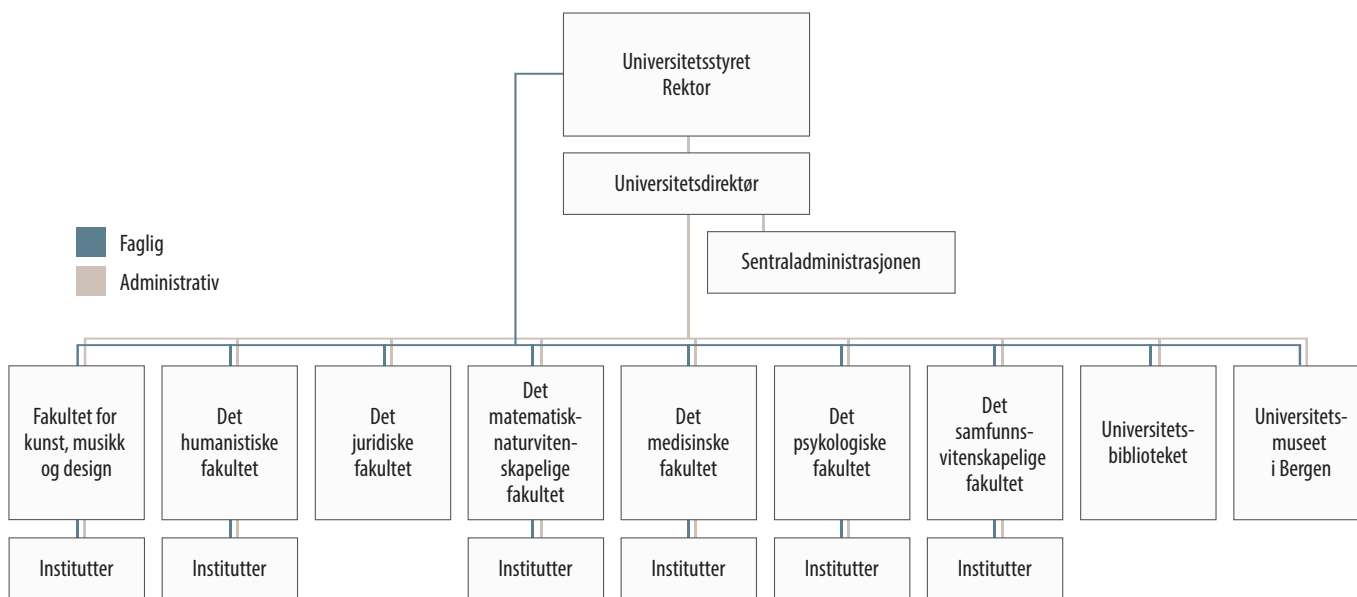 Universitetsstyret
Rektor
Universitetsdirektør
Sentraladministrasjonen
Faglig
Administrativ
Fakultet for
kunst, musikk
og design
Det
humanistiske
fakultet
Det
juridiske
fakultet
Det
matematisk-
naturviten-
skapelige
fakultet
Det
medisinske
fakultet
Det
psykologiske
fakultet
Det
samfunns-
vitenskapelige
fakultet
Universitets-
biblioteket
Universitets-
museet
i Bergen
Institutter
Institutter
Institutter
Institutter
Institutter
Institutter